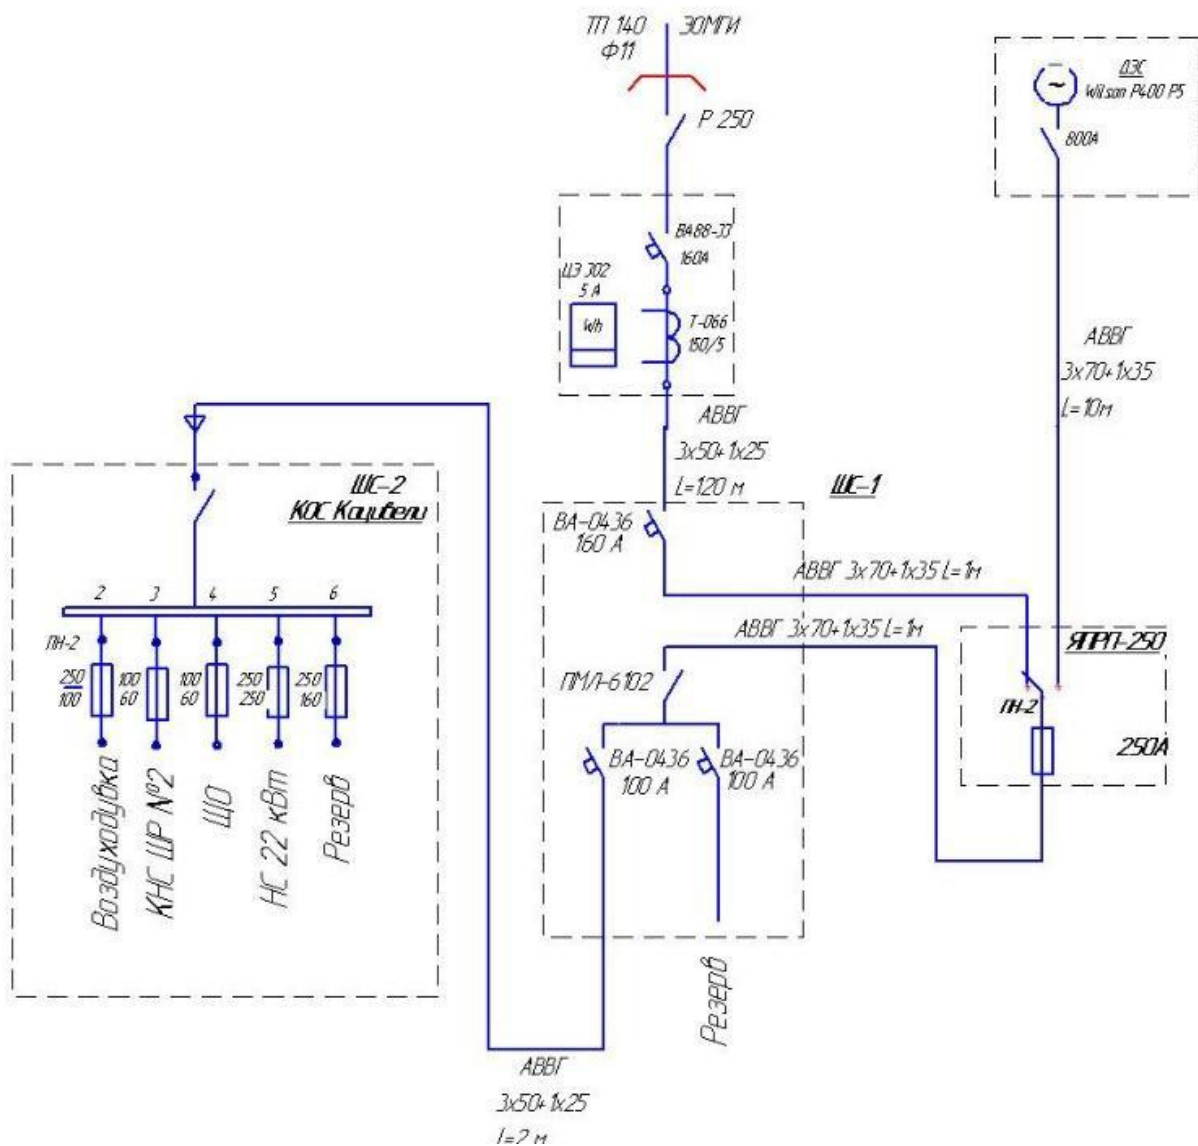 ТП 140 ЗОМГИ
Ф11
Р 250
ДЭС
Wilson P400 P5
800А
ВА88-33
160А
ЦЭ 302
5 А
Wh
Т-066
150/5
АВВГ
3х70+1х35
L=10м
АВВГ
3х50+1х25
L=120 м
ШС-2
КОС Кацивели
ШС-1
ВА-0436
160 А
АВВГ 3х70+1х35 L=1м
АВВГ 3х70+1х35 L=1м
ЯПРП-250
ПН-2
250А
ПМЛ-6102
ВА-0436
100 А
ВА-0436
100 А
2 3 4 5 6
ПН-2
250
100
100
60
100
60
250
250
250
160
Воздуходувка
КНС ШР №2
ЩО
НС 22 кВт
Резерв
Резерв
АВВГ
3х50+1х25
L=2 м